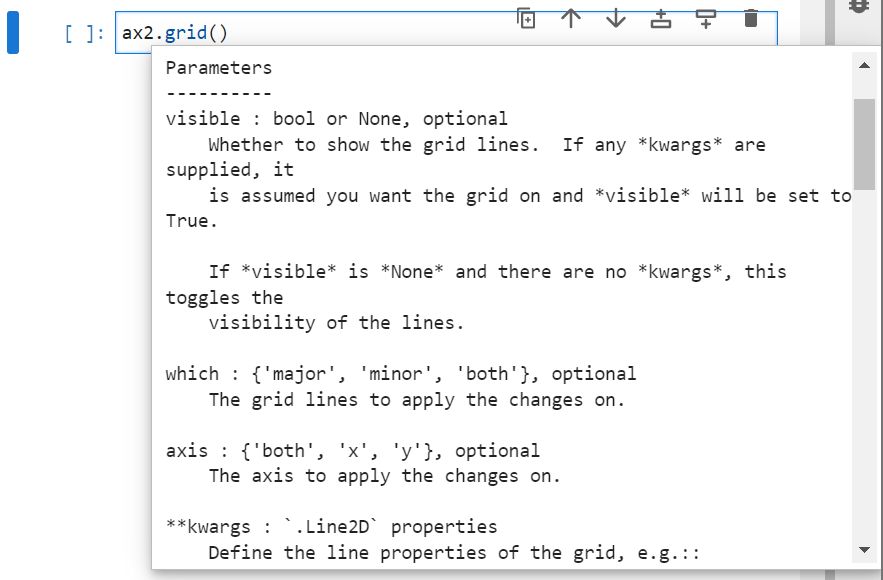 [ ]: ax2.grid()
Parameters
----------
visible : bool or None, optional
    Whether to show the grid lines.  If any *kwargs* are
supplied, it
    is assumed you want the grid on and *visible* will be set to
True.

    If *visible* is *None* and there are no *kwargs*, this
toggles the
    visibility of the lines.

which : {'major', 'minor', 'both'}, optional
    The grid lines to apply the changes on.

axis : {'both', 'x', 'y'}, optional
    The axis to apply the changes on.

**kwargs : `.Line2D` properties
    Define the line properties of the grid, e.g.::